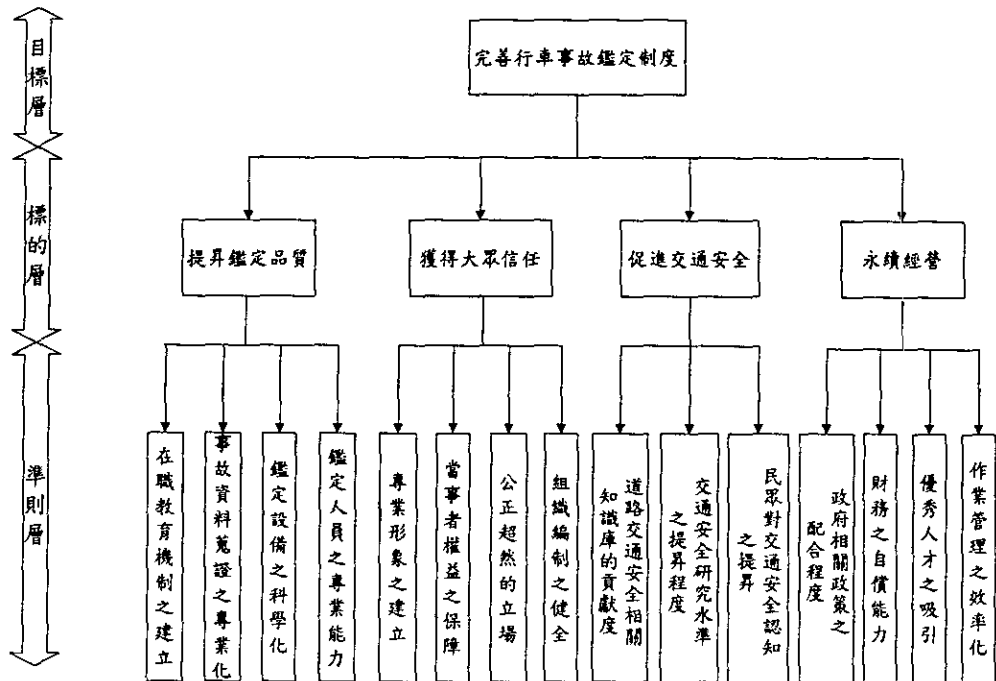 目標層
完善行車事故鑑定制度
標的層
提昇鑑定品質
獲得大眾信任
促進交通安全
永續經營
準則層
在職教育機制之建立
事故資料蒐證之專業化
鑑定設備之科學化
鑑定人員之專業能力
專業形象之建立
當事者權益之保障
公正超然的立場
組織編制之健全
道路交通安全相關
知識庫的貢獻度
交通安全研究水準
之提昇程度
民眾對交通安全認知
之提昇
政府相關政策之
配合程度
財務之自償能力
優秀人才之吸引
作業管理之效率化